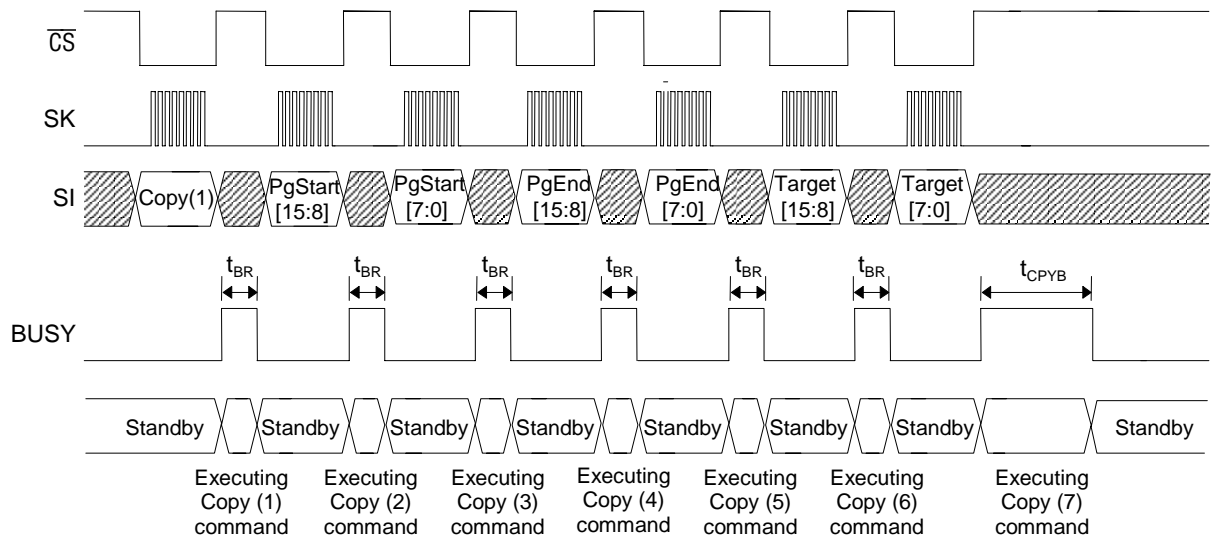 CS
SK
SI
Copy(1)
PgStart
[15:8]
PgStart
[7:0]
PgEnd
[15:8]
PgEnd
[7:0]
Target
[15:8]
Target
[7:0]
tBR
tBR
tBR
tBR
tBR
tBR
tCPYB
BUSY
Standby
Standby
Standby
Standby
Standby
Standby
Standby
Standby
Executing
Copy (1)
command
Executing
Copy (2)
command
Executing
Copy (3)
command
Executing
Copy (4)
command
Executing
Copy (5)
command
Executing
Copy (6)
command
Executing
Copy (7)
command